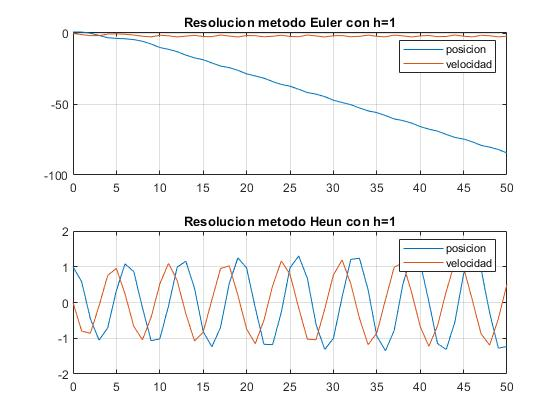 Resolucion metodo Euler con h=1
0
-50
-100
posicion
velocidad
0 5 10 15 20 25 30 35 40 45 50
Resolucion metodo Heun con h=1
2
1
0
-1
-2
posicion
velocidad
0 5 10 15 20 25 30 35 40 45 50